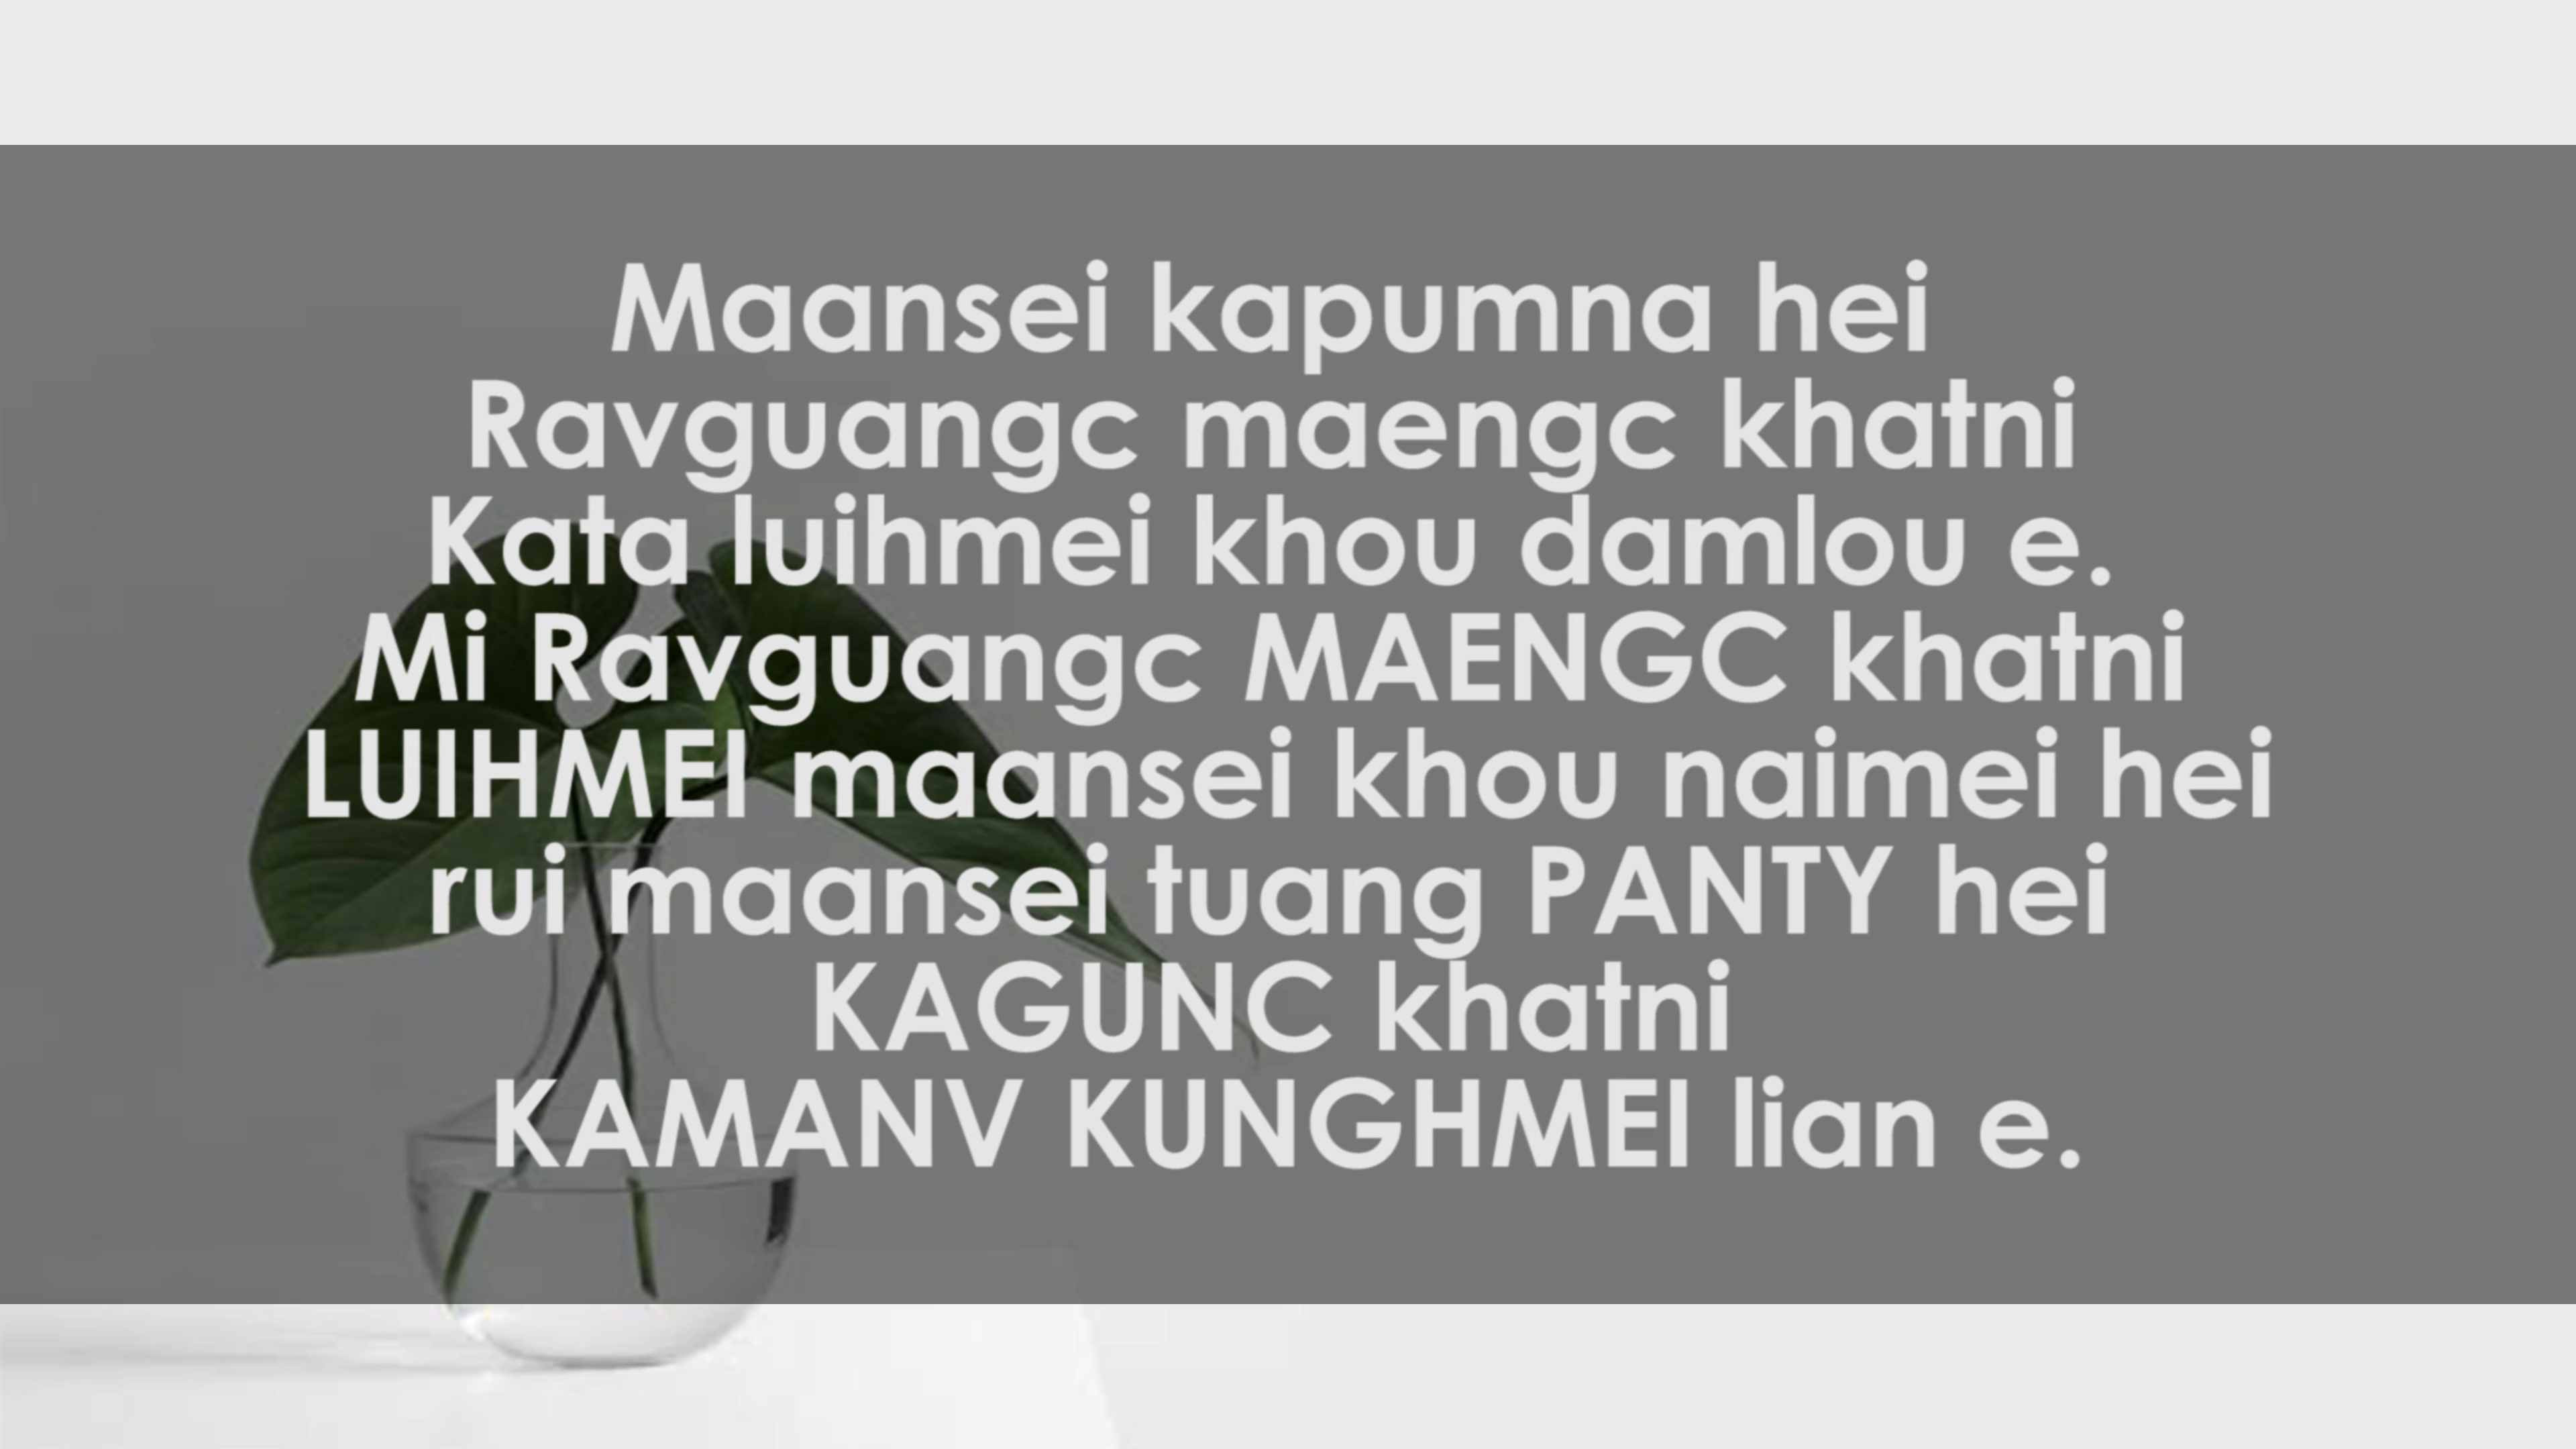 Maansei kapumna hei
Ravguangc maengc khatni
Kata luihmei khou damlou e.
Mi Ravguangc MAENGC khatni
LUIHMEI maansei khou naimei hei
rui maansei tuang PANTY hei
KAGUNC khatni
KAMANV KUNGHMEI lian e.